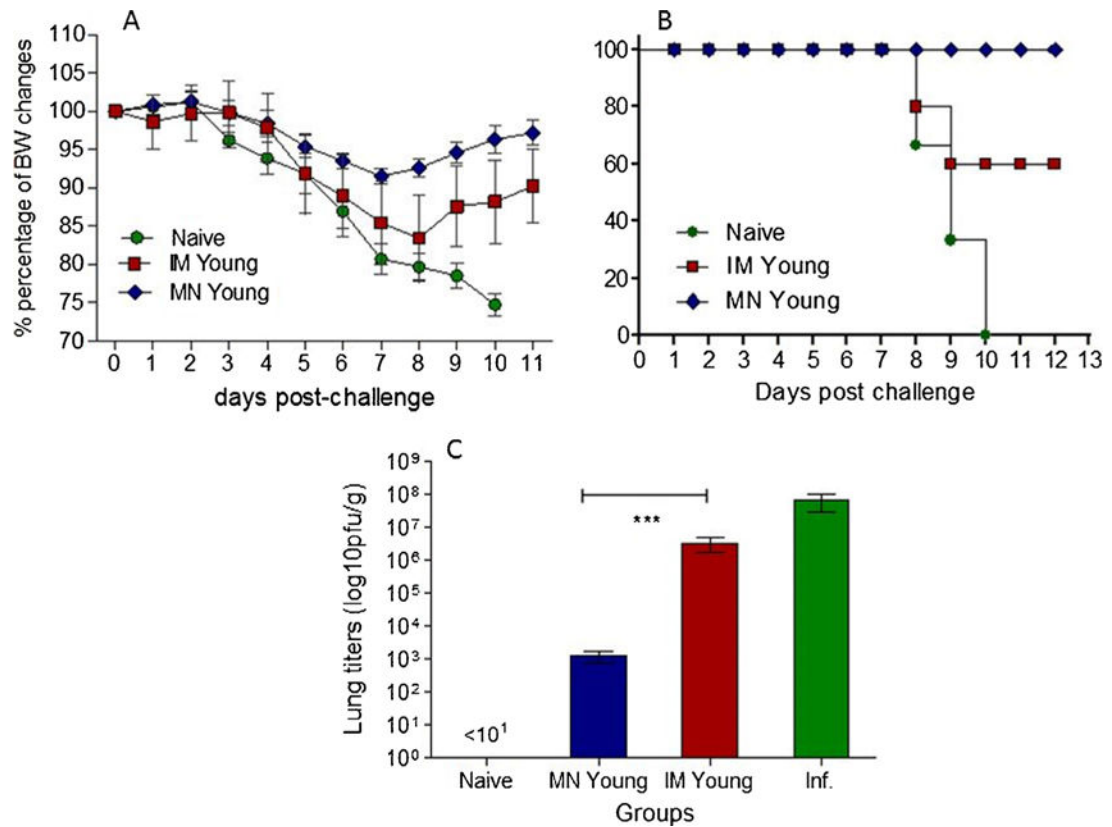 A
% percentage of BW changes
110
105
100
95
90
85
80
75
70
Naive
IM Young
MN Young
0 1 2 3 4 5 6 7 8 9 10 11
days post-challenge
B
100
80
60
40
20
0
Naive
IM Young
MN Young
0 1 2 3 4 5 6 7 8 9 10 11 12 13
Days post challenge
C
Lung titers (log10pfu/g)
10⁹
10⁸
10⁷
10⁶
10⁵
10⁴
10³
10²
10¹
10⁰
***
<10¹
Naive MN Young IM Young Inf.
Groups